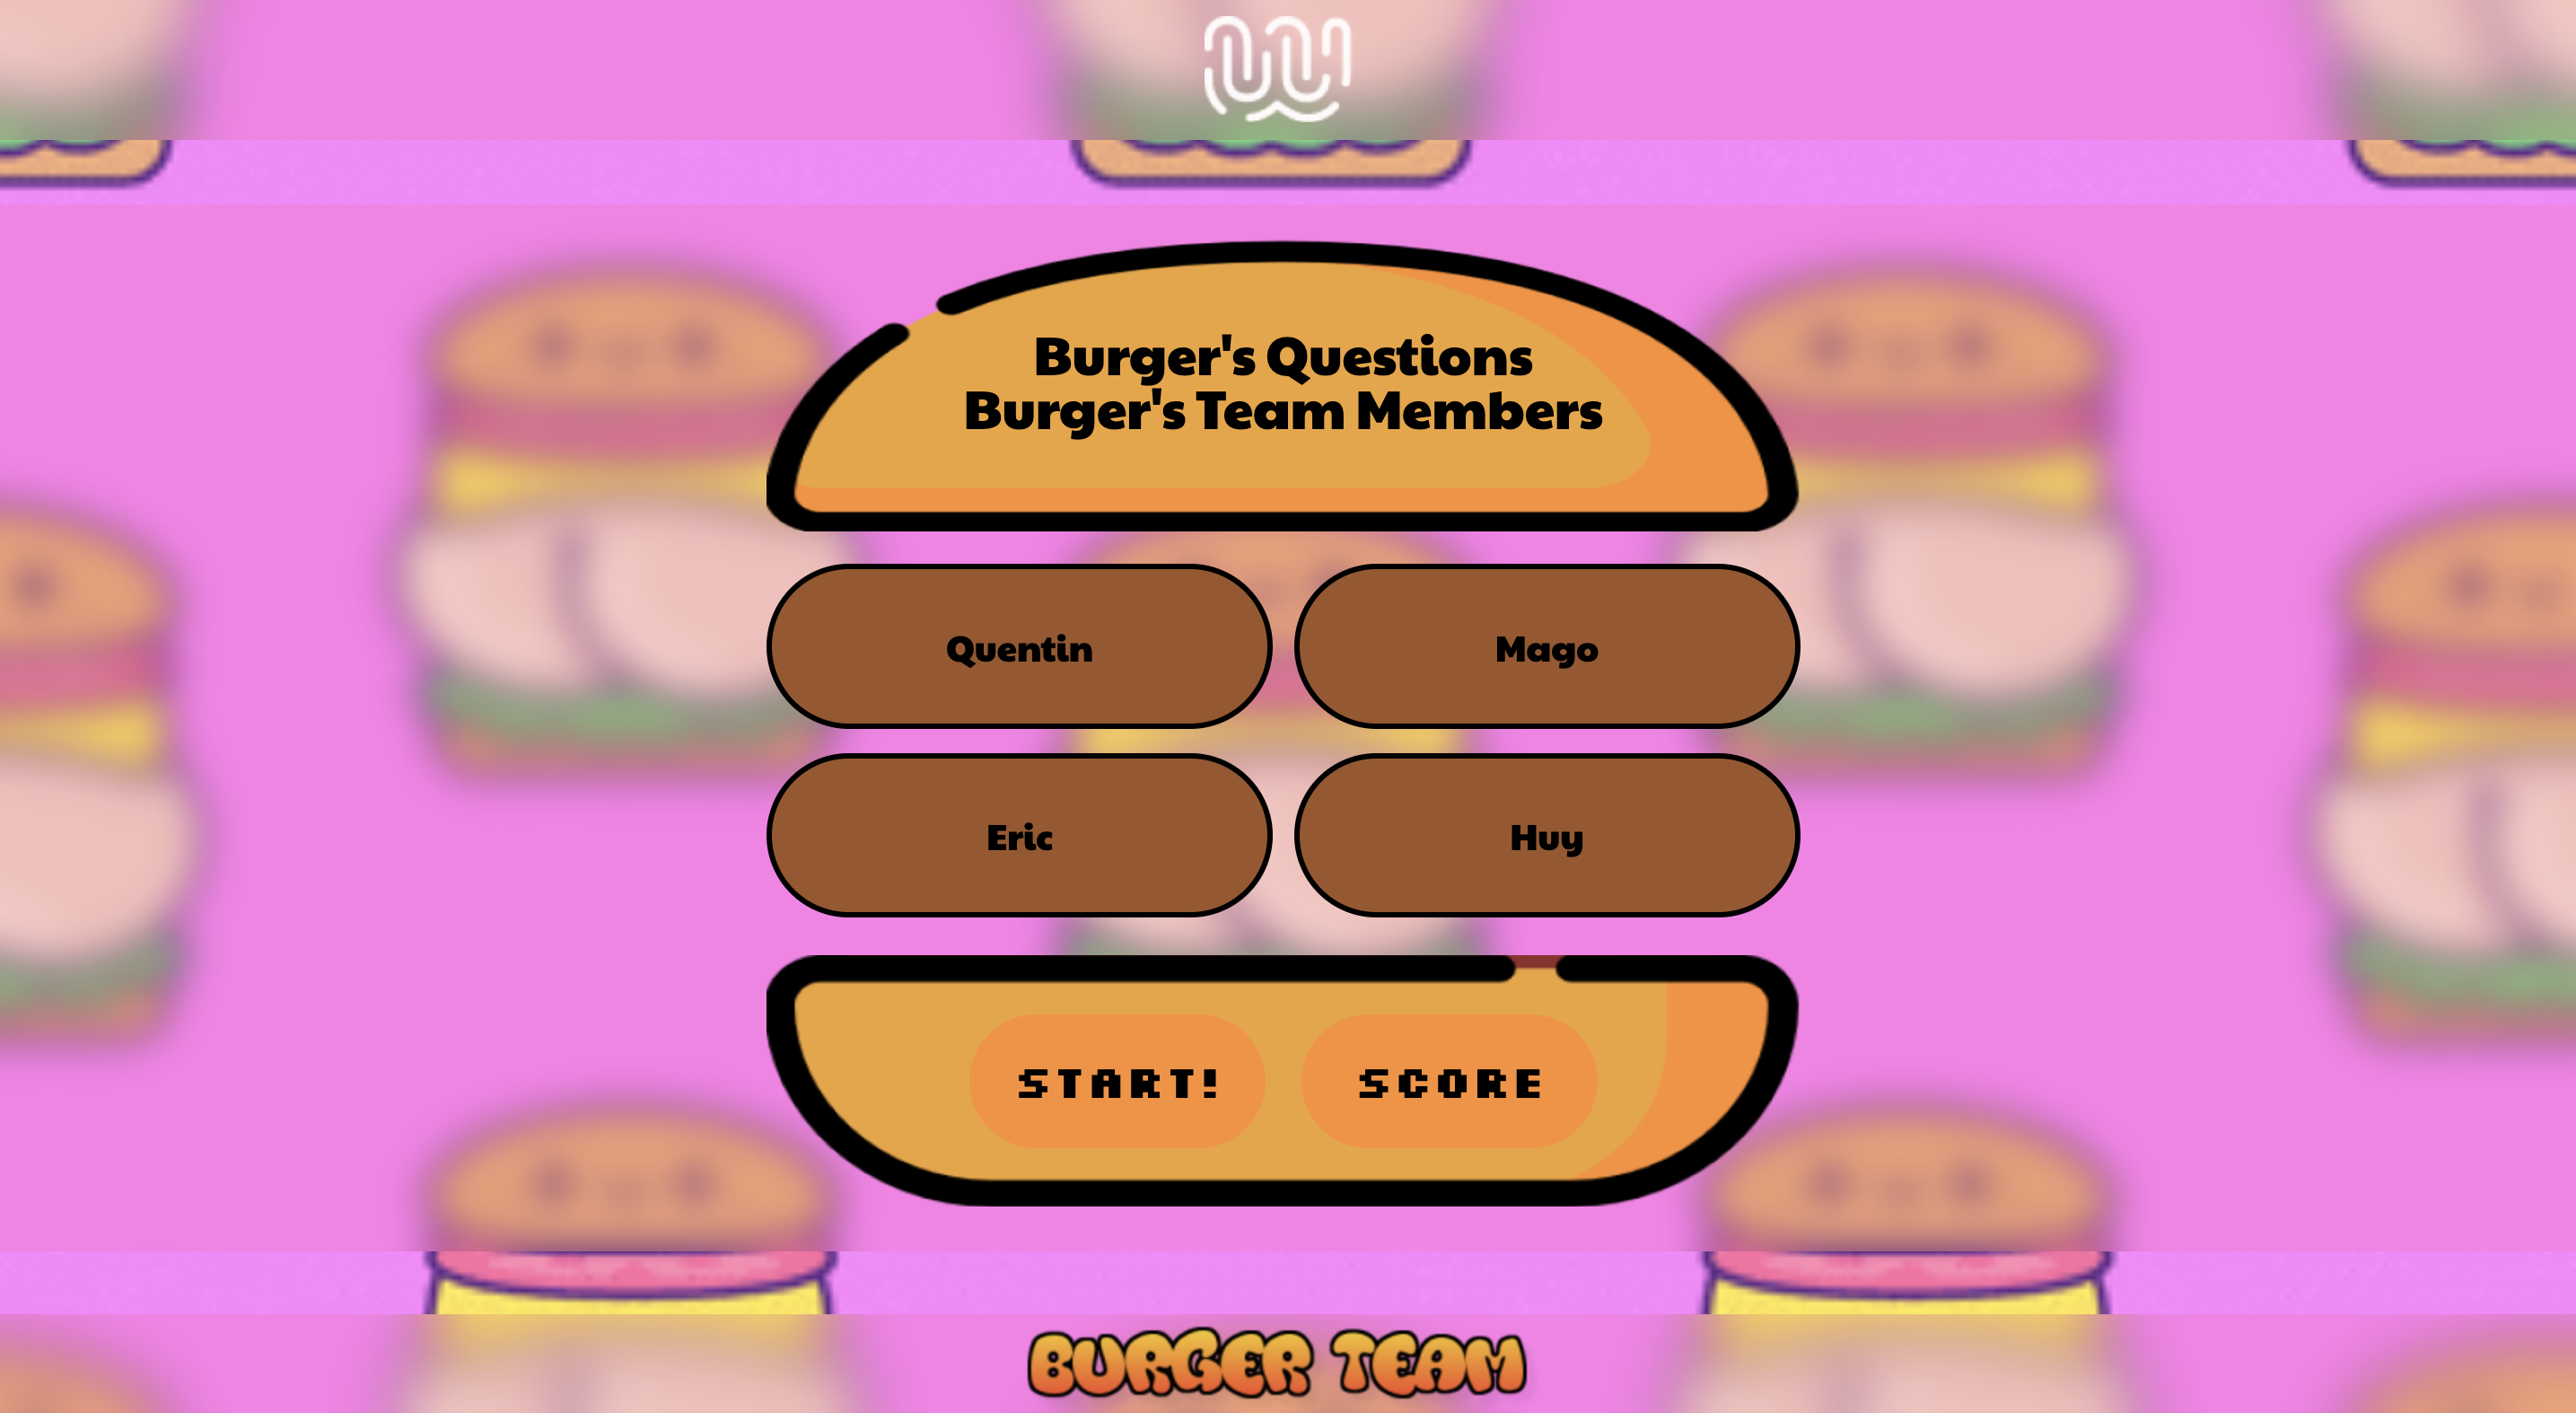 Burger's Questions
Burger's Team Members
Quentin
Mago
Eric
Huy
START!
SCORE
BURGER TEAM